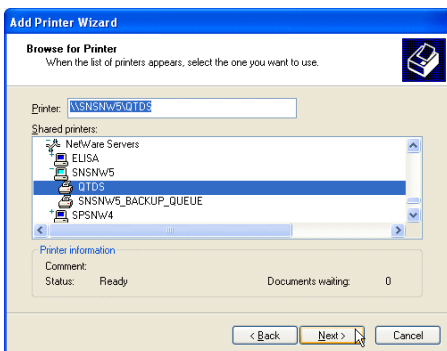 Add Printer Wizard
Browse for Printer
When the list of printers appears, select the one you want to use.
Printer: \\SNSNW5\QTDS
Shared printers:
NetWare Servers
ELISA
SNSNW5
QTDS
SNSNW5_BACKUP_QUEUE
SPSNW4
Printer information
Comment:
Status: Ready Documents waiting: 0
< Back Next > Cancel